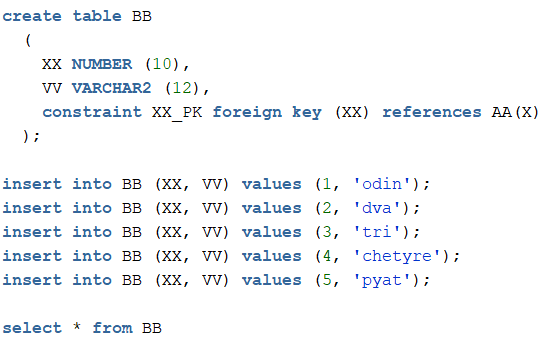 create table BB
(
XX NUMBER (10),
VV VARCHAR2 (12),
constraint XX_PK foreign key (XX) references AA(X)
);
insert into BB (XX, VV) values (1, 'odin');
insert into BB (XX, VV) values (2, 'dva');
insert into BB (XX, VV) values (3, 'tri');
insert into BB (XX, VV) values (4, 'chetyre');
insert into BB (XX, VV) values (5, 'pyat');
select * from BB